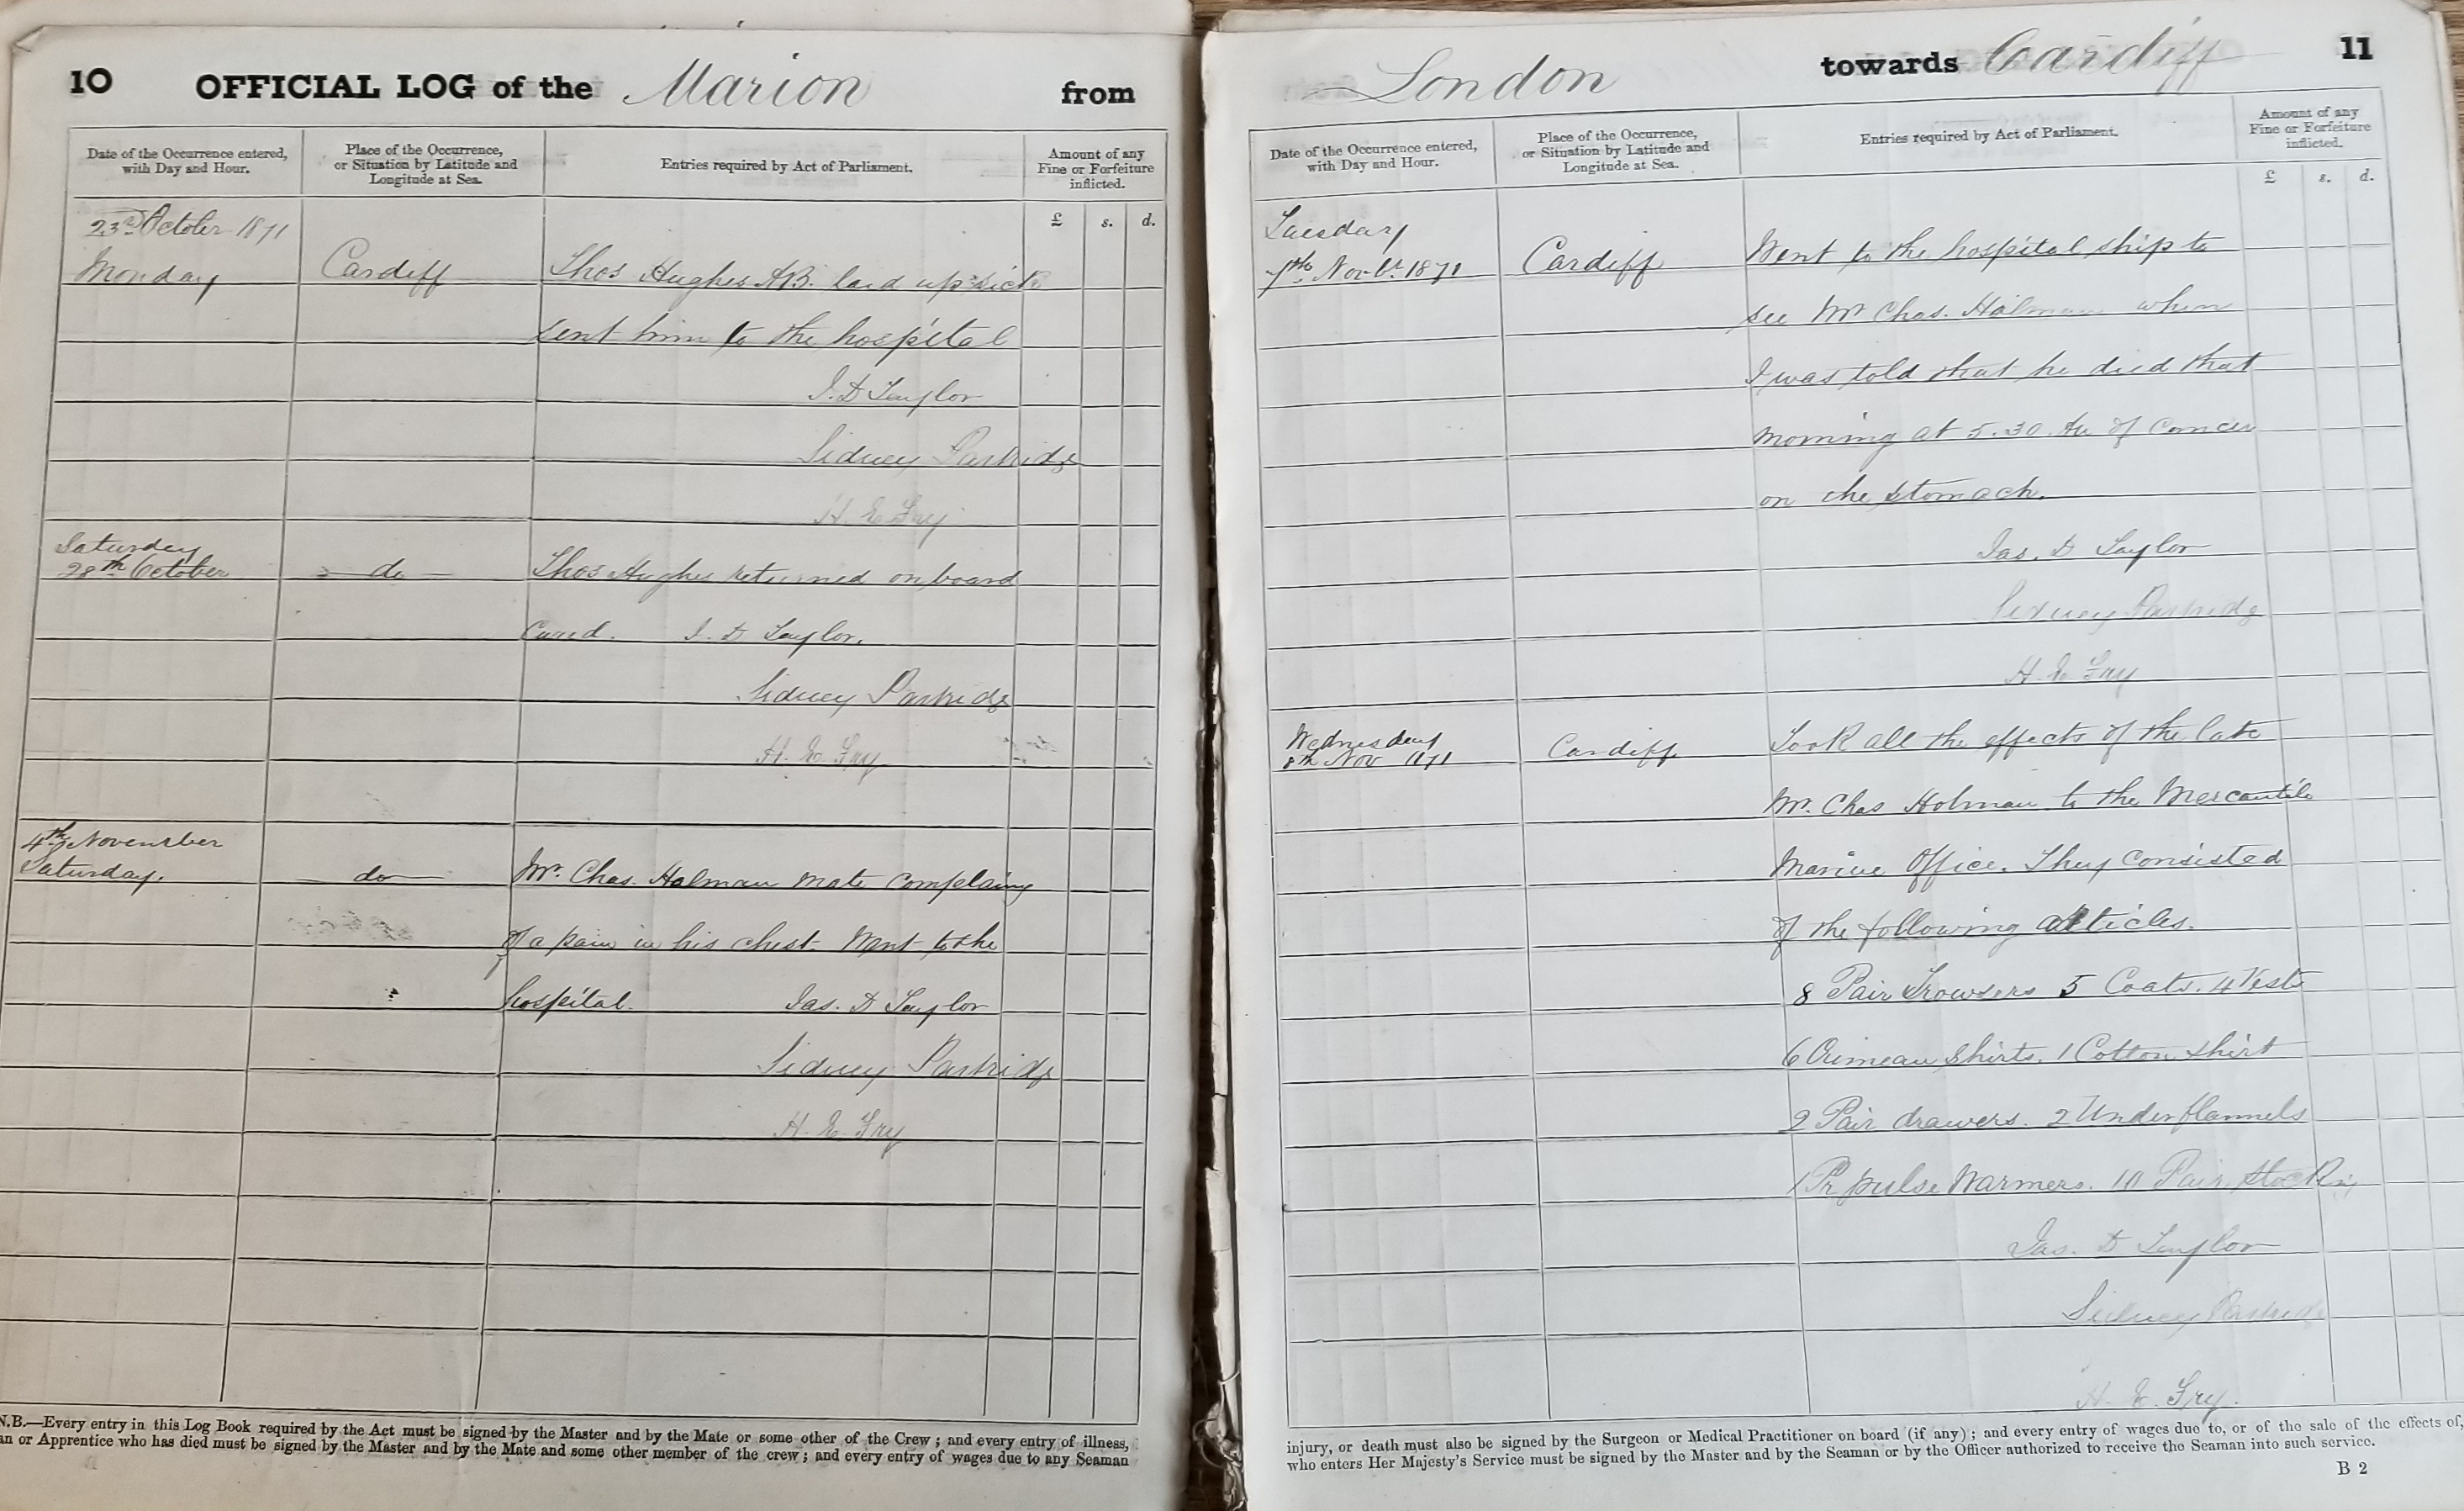 10 OFFICIAL LOG of the Marion from
Date of the Occurrence entered, with Day and Hour.
Place of the Occurrence, or Situation by Latitude and Longitude at Sea.
Entries required by Act of Parliament.
Amount of any Fine or Forfeiture inflicted.
£ s. d.
23rd October 1871
Monday Cardiff Thos Hughes AB. laid up sick
sent him to the hospital
J. D Taylor
Sidney Partridge
H. E Fry
Saturday
28th October do Thos Hughes returned on board
Cured. J. D Taylor.
Sidney Partridge
H. E Fry
4th November
Saturday. do Mr. Chas. Holman mate complaing
of a pain in his chest. Went to the
hospital. Jas. D Taylor
Sidney Partridge
H. E. Fry
N.B.—Every entry in this Log Book required by the Act must be signed by the Master and by the Mate or some other of the Crew; and every entry of illness,
an or Apprentice who has died must be signed by the Master and by the Mate and some other member of the crew; and every entry of wages due to any Seaman
London towards Cardiff 11
Date of the Occurrence entered, with Day and Hour.
Place of the Occurrence, or Situation by Latitude and Longitude at Sea.
Entries required by Act of Parliament.
Amount of any Fine or Forfeiture inflicted.
£ s. d.
Tuesday
7th Novbr. 1871 Cardiff Went to the hospital ship to
see Mr Chas. Holman when
I was told that he died that
morning at 5.30 AM of Cancer
on the stomach.
Jas. D Taylor
Sidney Partridge
H. E Fry
Wednesday
8th Nov 1871 Cardiff Took all the effects of the late
Mr. Chas Holman to the Mercantile
Marine Office. They consisted
of the following articles.
8 Pair Trowsers 5 Coats. 4 Vests
6 Crimean Shirts. 1 Cotton Shirt
2 Pair drawers. 2 Underflannels
1 Pr pulse Warmers. 10 Pair
Jas. D Taylor
Sidney Partridge
H. E. Fry.
injury, or death must also be signed by the Surgeon or Medical Practitioner on board (if any); and every entry of wages due to, or of the sale of the effects of,
who enters Her Majesty's Service must be signed by the Master and by the Seaman or by the Officer authorized to receive the Seaman into such service.
B 2